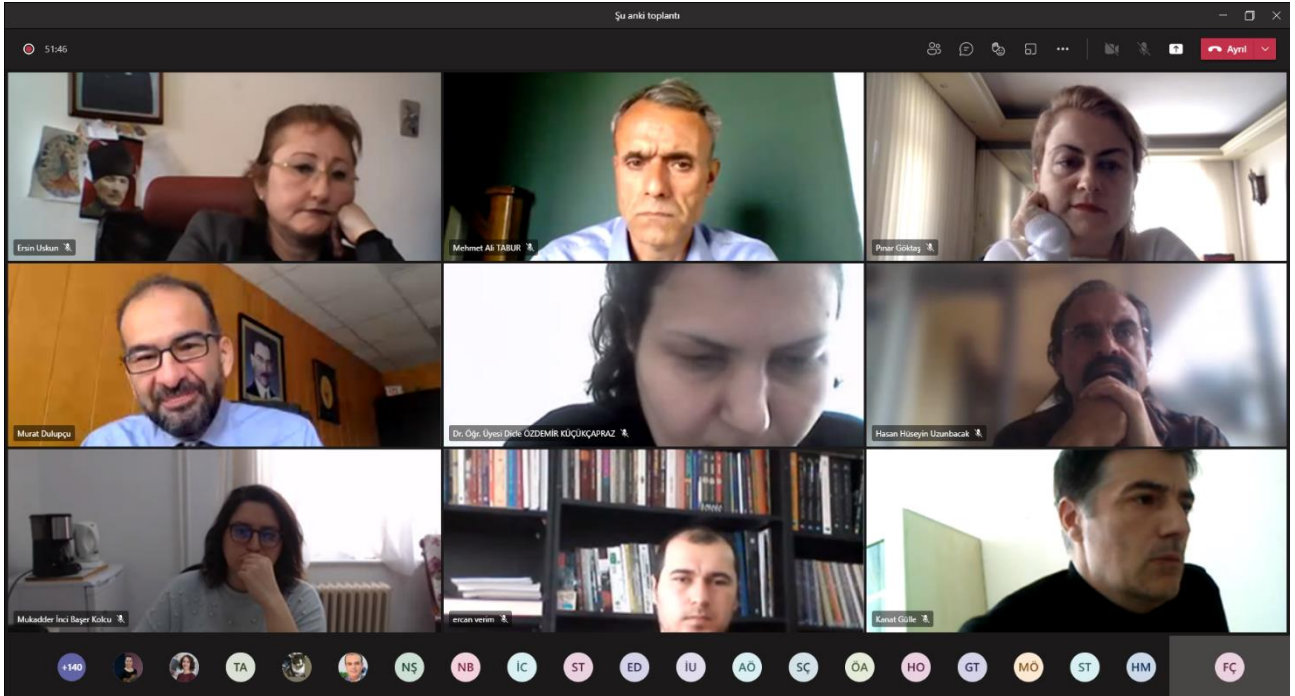 Şu anki toplantı
51:46
Ayrıl
Ersin Uskun
Mehmet Ali TABUR
Pınar Göktaş
Murat Dulupçu
Dr. Öğr. Üyesi Dicle ÖZDEMİR KÜÇÜKÇAPRAZ
Hasan Hüseyin Uzunbacak
Mukadder İnci Başer Kolcu
ercan verim
Kanat Gülle
+140 TA NŞ NB İC ST ED İU AÖ SÇ ÖA HO GT MÖ ST HM FÇ